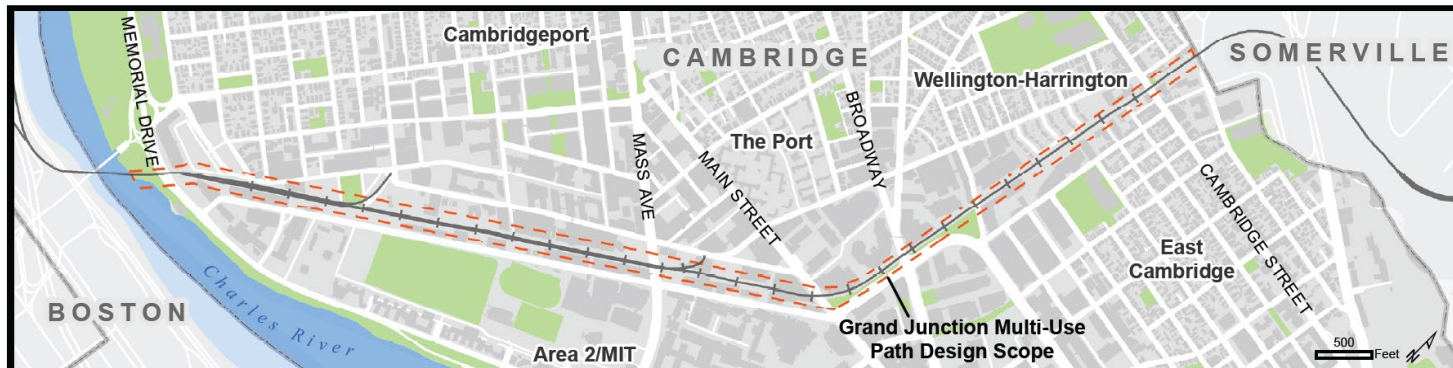 MEMORIAL DRIVE
Cambridgeport
CAMBRIDGE
SOMERVILLE
Wellington-Harrington
BROADWAY
The Port
MASS AVE
MAIN STREET
CAMBRIDGE STREET
East
Cambridge
BOSTON
Charles River
Area 2/MIT
Grand Junction Multi-Use
Path Design Scope
500
Feet
N